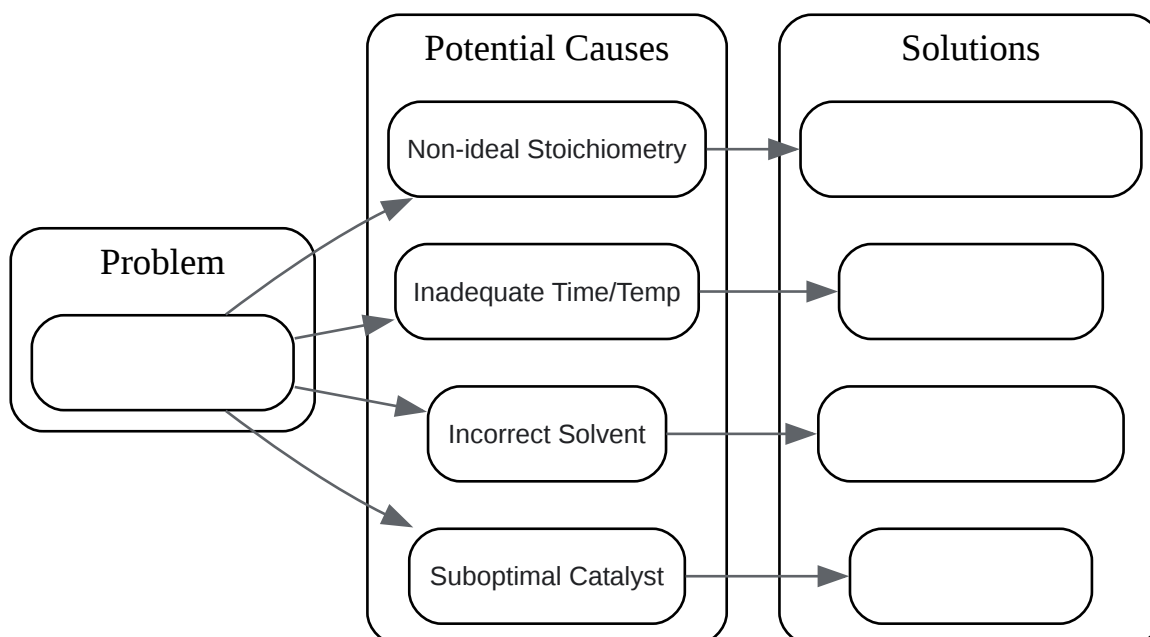 Potential Causes
Solutions
Non-ideal Stoichiometry
Problem
Inadequate Time/Temp
Incorrect Solvent
Suboptimal Catalyst